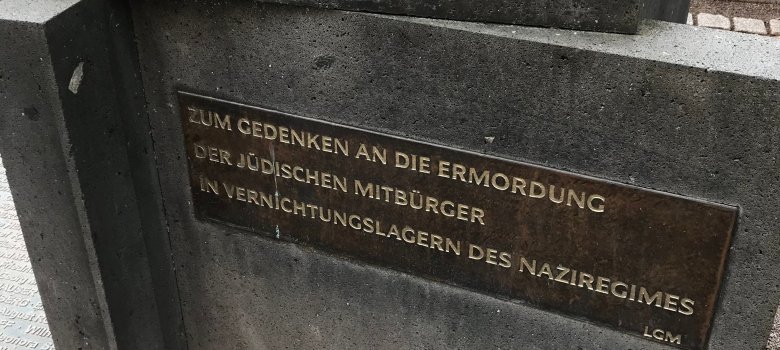 ZUM GEDENKEN AN DIE ERMORDUNG
DER JÜDISCHEN MITBÜRGER
IN VERNICHTUNGSLAGERN DES NAZIREGIMES
LGM